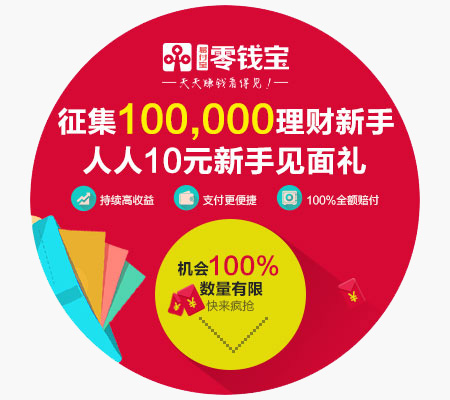 易付宝 零钱宝
天天赚钱看得见!
征集100,000理财新手
人人10元新手见面礼
持续高收益 支付更便捷 100%全额赔付
机会100%
数量有限
快来疯抢
¥ ¥